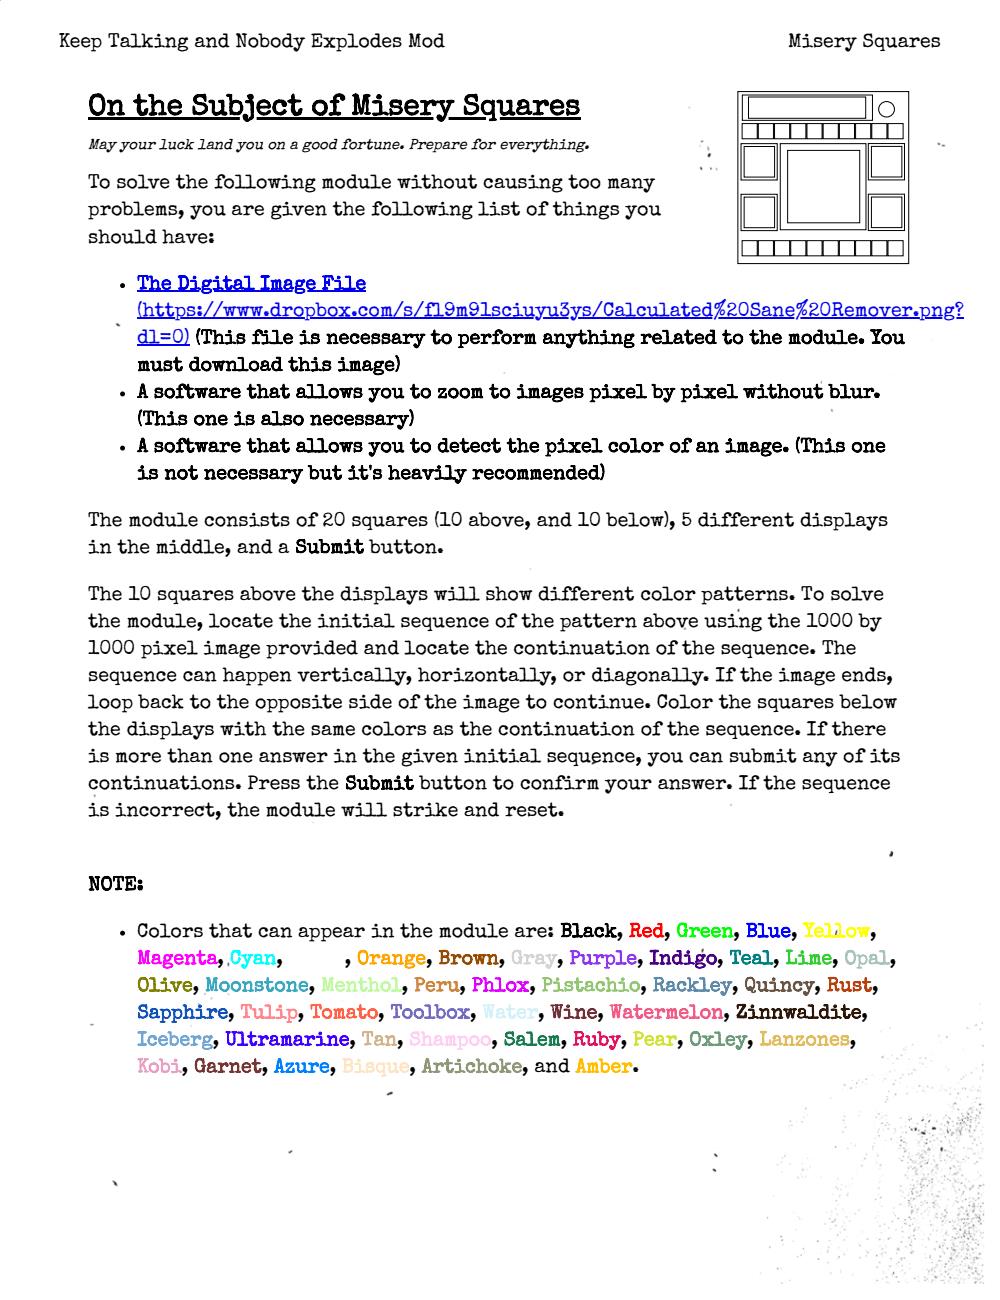 Keep Talking and Nobody Explodes Mod
Misery Squares
On the Subject of Misery Squares
May your luck land you on a good fortune. Prepare for everything.
To solve the following module without causing too many
problems, you are given the following list of things you
should have:
• The Digital Image File
(https://www.dropbox.com/s/fl9m9lsciuyu3ys/Calculated%20Sane%20Remover.png?
dl=0) (This file is necessary to perform anything related to the module. You
must download this image)
• A software that allows you to zoom to images pixel by pixel without blur.
(This one is also necessary)
• A software that allows you to detect the pixel color of an image. (This one
is not necessary but it's heavily recommended)
The module consists of 20 squares (10 above, and 10 below), 5 different displays
in the middle, and a Submit button.
The 10 squares above the displays will show different color patterns. To solve
the module, locate the initial sequence of the pattern above using the 1000 by
1000 pixel image provided and locate the continuation of the sequence. The
sequence can happen vertically, horizontally, or diagonally. If the image ends,
loop back to the opposite side of the image to continue. Color the squares below
the displays with the same colors as the continuation of the sequence. If there
is more than one answer in the given initial sequence, you can submit any of its
continuations. Press the Submit button to confirm your answer. If the sequence
is incorrect, the module will strike and reset.
NOTE:
• Colors that can appear in the module are: Black, Red, Green, Blue, Yellow,
Magenta, Cyan, , Orange, Brown, Gray, Purple, Indigo, Teal, Lime, Opal,
Olive, Moonstone, Menthol, Peru, Phlox, Pistachio, Rackley, Quincy, Rust,
Sapphire, Tulip, Tomato, Toolbox, Water, Wine, Watermelon, Zinnwaldite,
Iceberg, Ultramarine, Tan, Shampoo, Salem, Ruby, Pear, Oxley, Lanzones,
Kobi, Garnet, Azure, Bisque, Artichoke, and Amber.